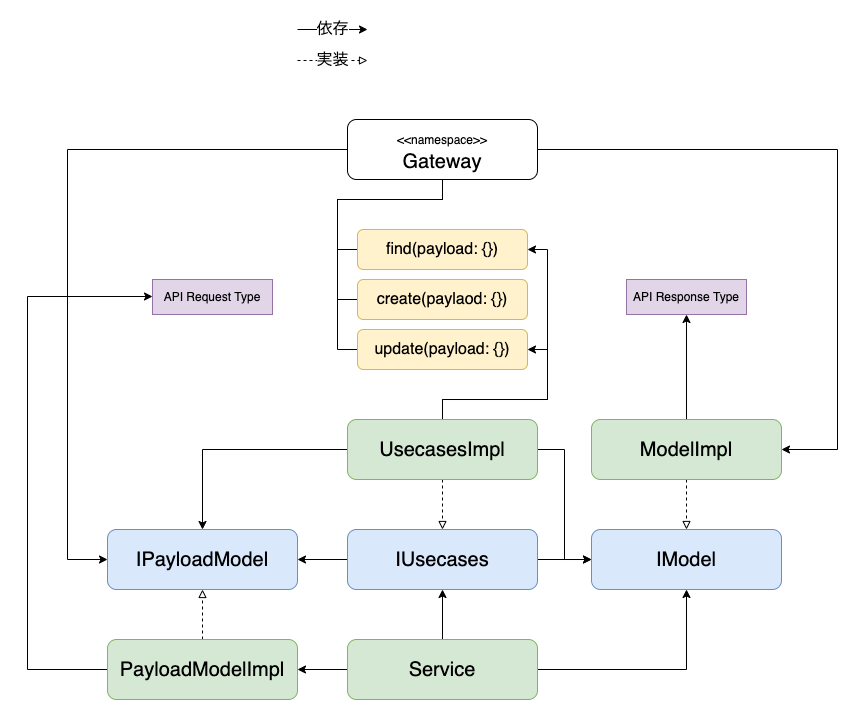 依存
実装
<<namespace>>
Gateway
find(payload: {})
create(paylaod: {})
update(payload: {})
API Request Type
API Response Type
UsecasesImpl
ModelImpl
IPayloadModel
IUsecases
IModel
PayloadModelImpl
Service